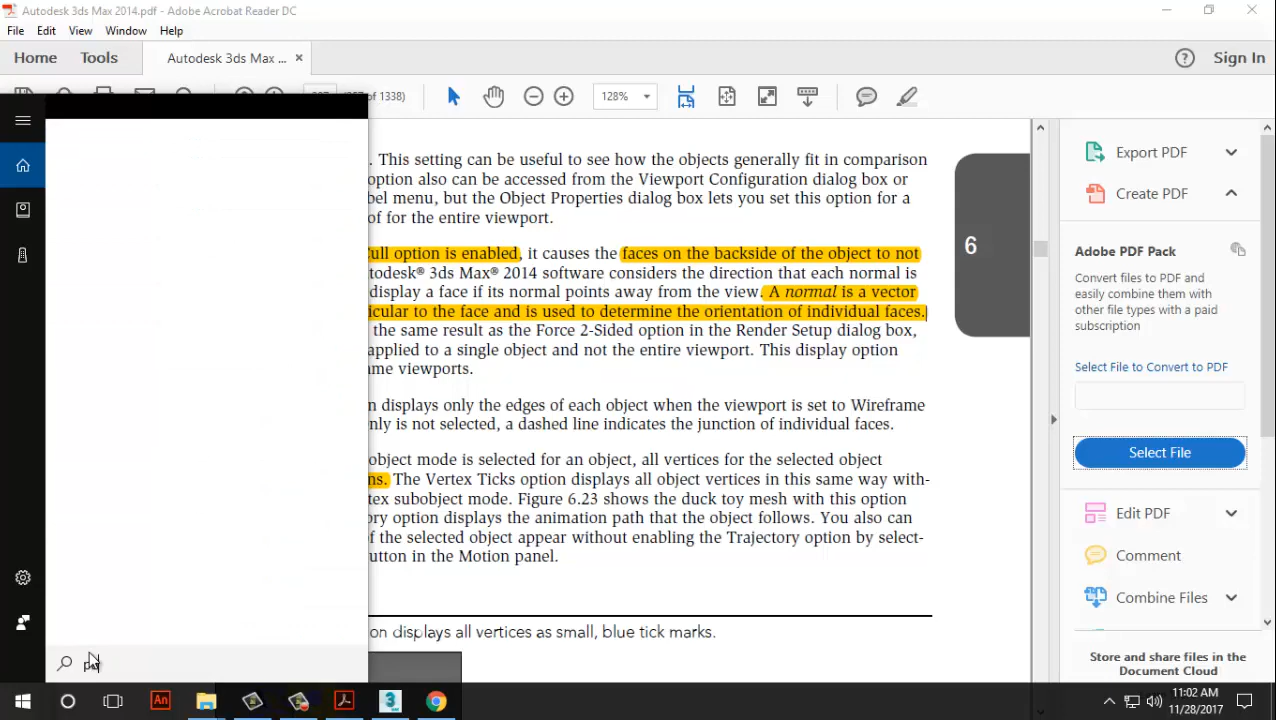 Autodesk 3ds Max 2014.pdf - Adobe Acrobat Reader DC
File Edit View Window Help
Home Tools Autodesk 3ds Max ... × Sign In
of 1338) 128%
. This setting can be useful to see how the objects generally fit in comparison
option also can be accessed from the Viewport Configuration dialog box or
bel menu, but the Object Properties dialog box lets you set this option for a
of for the entire viewport.
Cull option is enabled, it causes the faces on the backside of the object to not
todesk® 3ds Max® 2014 software considers the direction that each normal is
display a face if its normal points away from the view. A normal is a vector
icular to the face and is used to determine the orientation of individual faces.
the same result as the Force 2-Sided option in the Render Setup dialog box,
applied to a single object and not the entire viewport. This display option
ame viewports.
n displays only the edges of each object when the viewport is set to Wireframe
nly is not selected, a dashed line indicates the junction of individual faces.
object mode is selected for an object, all vertices for the selected object
ns. The Vertex Ticks option displays all object vertices in this same way with-
tex subobject mode. Figure 6.23 shows the duck toy mesh with this option
ory option displays the animation path that the object follows. You also can
f the selected object appear without enabling the Trajectory option by select-
utton in the Motion panel.
on displays all vertices as small, blue tick marks.
6
Export PDF
Create PDF
Adobe PDF Pack
Convert files to PDF and
easily combine them with
other file types with a paid
subscription
Select File to Convert to PDF
Select File
Edit PDF
Comment
Combine Files
Store and share files in the
Document Cloud
An
3
11:02 AM
11/28/2017